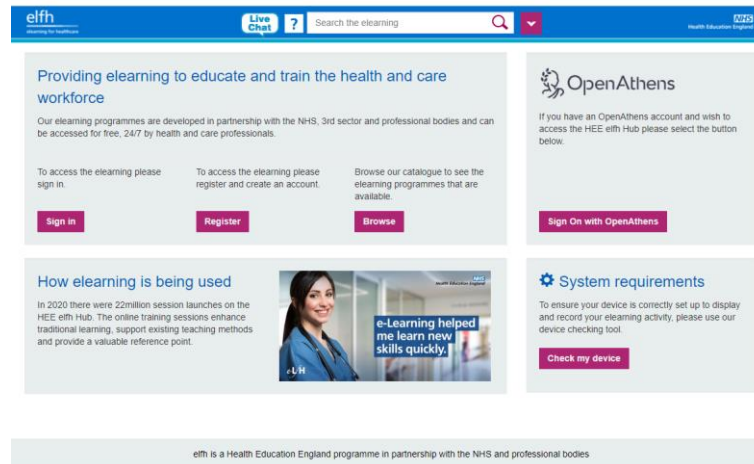 elfh
elearning for healthcare
Live
Chat
?
Search the elearning
NHS
Health Education England
Providing elearning to educate and train the health and care
workforce
Our elearning programmes are developed in partnership with the NHS, 3rd sector and professional bodies and can
be accessed for free, 24/7 by health and care professionals.
To access the elearning please
sign in.
Sign in
To access the elearning please
register and create an account.
Register
Browse our catalogue to see the
elearning programmes that are
available.
Browse
OpenAthens
If you have an OpenAthens account and wish to
access the HEE elfh Hub please select the button
below.
Sign On with OpenAthens
How elearning is being used
In 2020 there were 22million session launches on the
HEE elfh Hub. The online training
sessions enhance
traditional learning, support existing teaching methods
and provide a valuable reference point.
NHS
Health Education England
e-Learning helped
me learn new
skills quickly.
e-LfH
System requirements
To ensure your device is correctly set up to display
and record your elearning activity, please use our
device checking tool.
Check my device
elfh is a Health Education England programme in partnership with the NHS and professional bodies